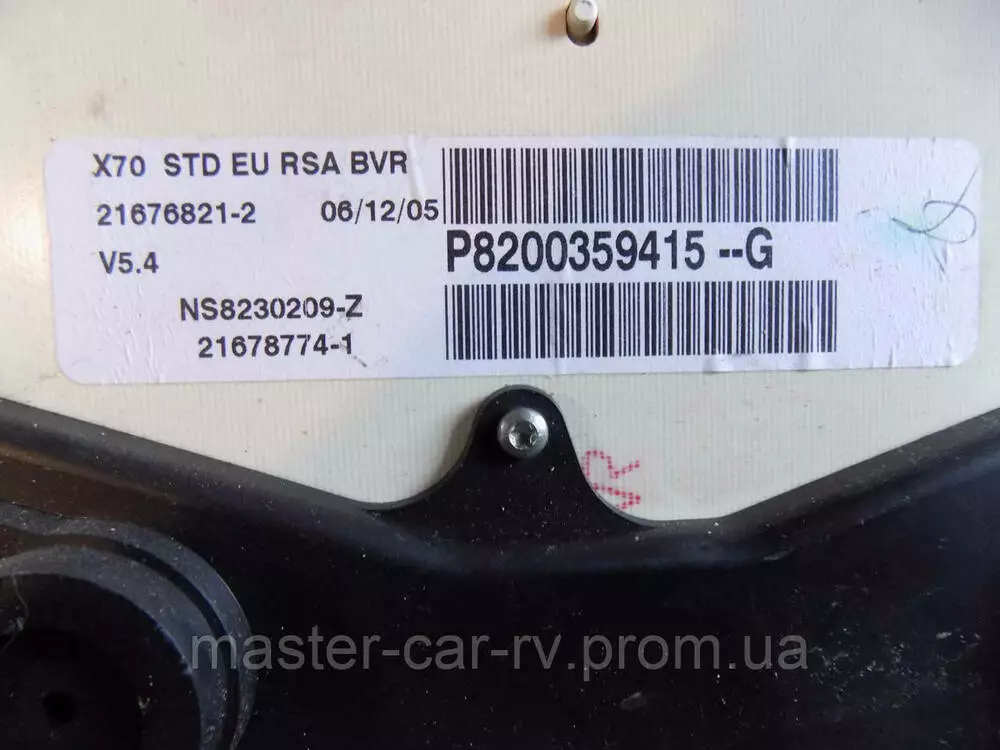 X70 STD EU RSA BVR
21676821-2 06/12/05
P8200359415 --G
V5.4
NS8230209-Z
21678774-1
VR
master-car-rv.prom.ua